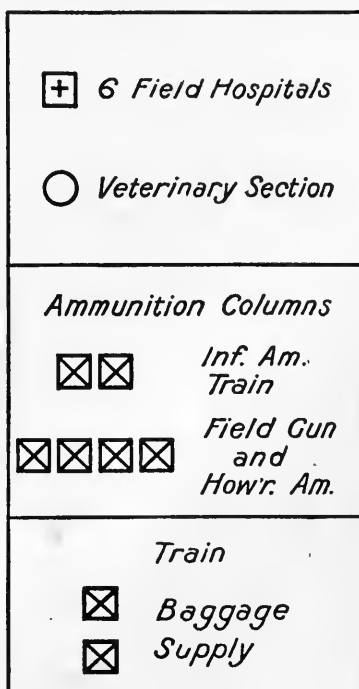 6 Field Hospitals
Veterinary Section
Ammunition Columns
Inf. Am.
Train
Field Gun
and
How'r. Am.
Train
Baggage
Supply